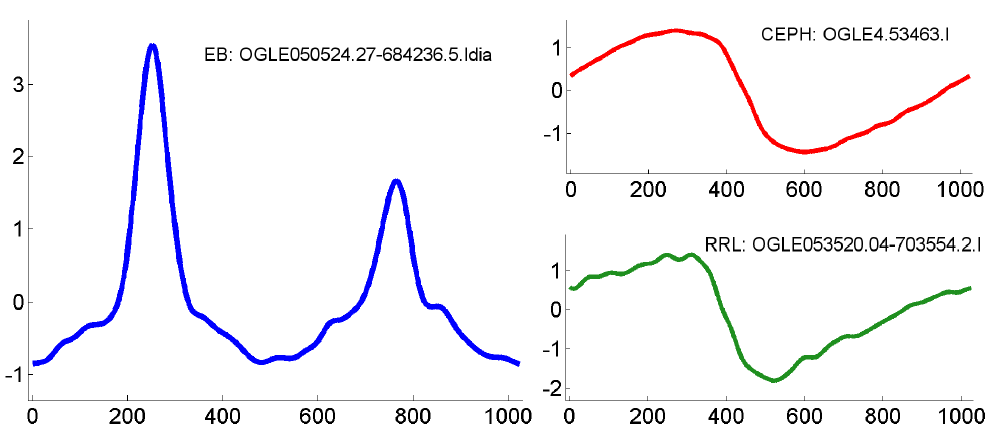 EB: OGLE050524.27-684236.5.Idia
3
2
1
0
-1
0 200 400 600 800 1000
CEPH: OGLE4.53463.I
1
0
-1
0 200 400 600 800 1000
RRL: OGLE053520.04-703554.2.I
1
0
-1
-2
0 200 400 600 800 1000